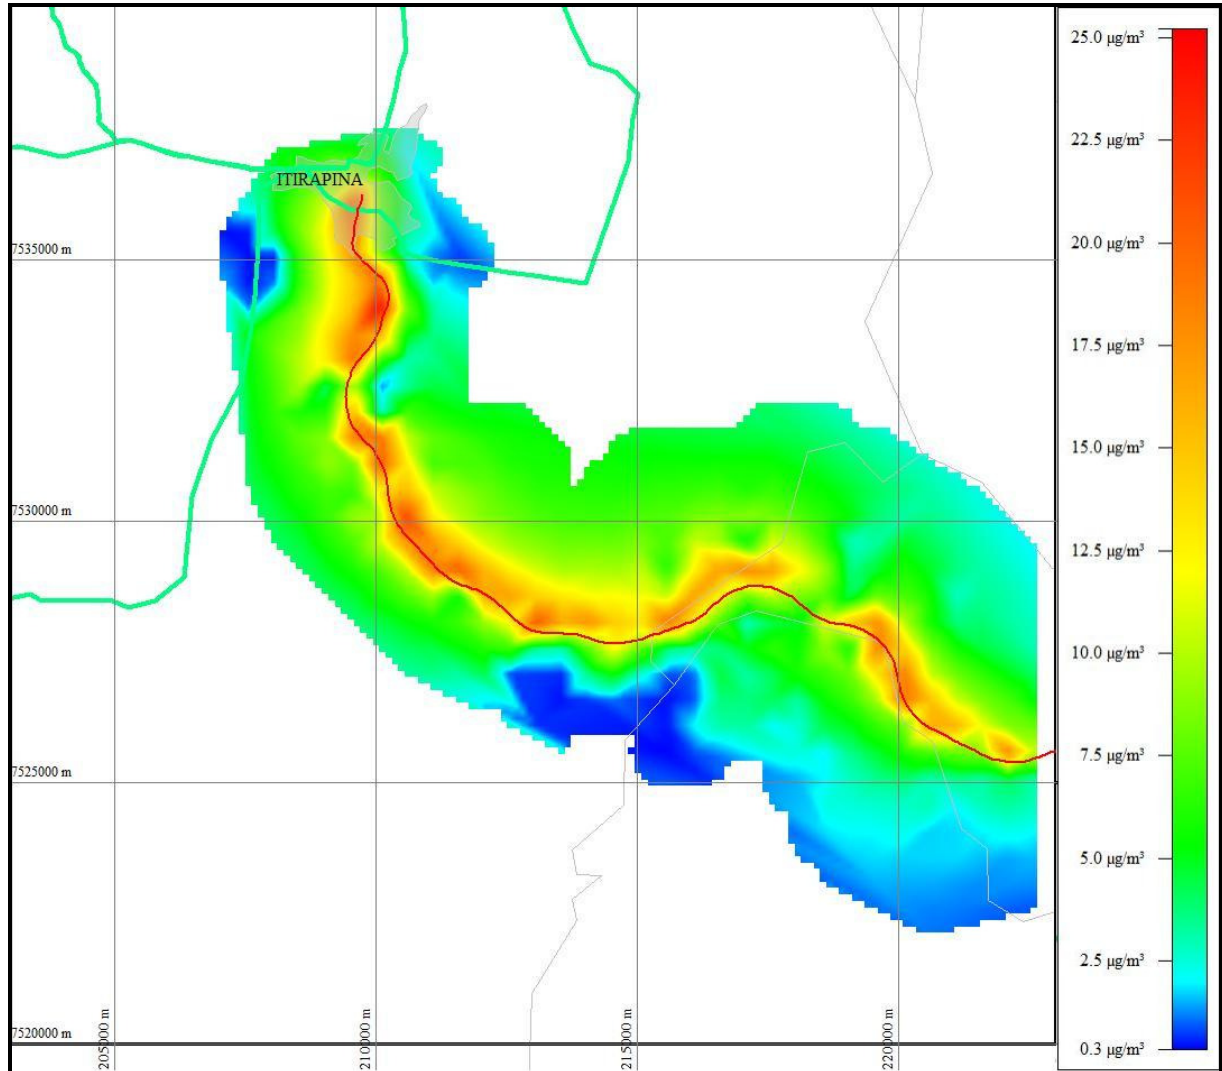 ITIRAPINA
7535000 m
7530000 m
7525000 m
7520000 m
205000 m
210000 m
215000 m
220000 m
25.0 µg/m³
22.5 µg/m³
20.0 µg/m³
17.5 µg/m³
15.0 µg/m³
12.5 µg/m³
10.0 µg/m³
7.5 µg/m³
5.0 µg/m³
2.5 µg/m³
0.3 µg/m³